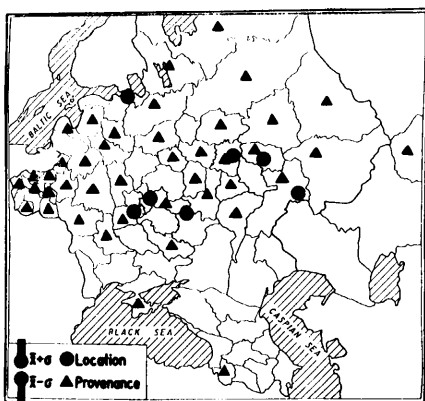 BALTIC SEA
BLACK SEA
CASPIAN SEA
x̄+σ Location
x̄-σ Provenance